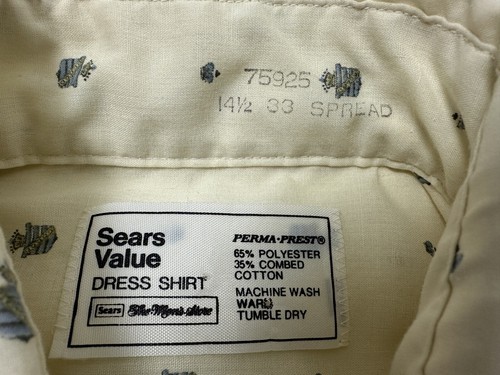 75925
14½ 33 SPREAD
Sears
Value
DRESS SHIRT
Sears The Men's Store
PERMA·PREST®
65% POLYESTER
35% COMBED
COTTON
MACHINE WASH
WARM
TUMBLE DRY